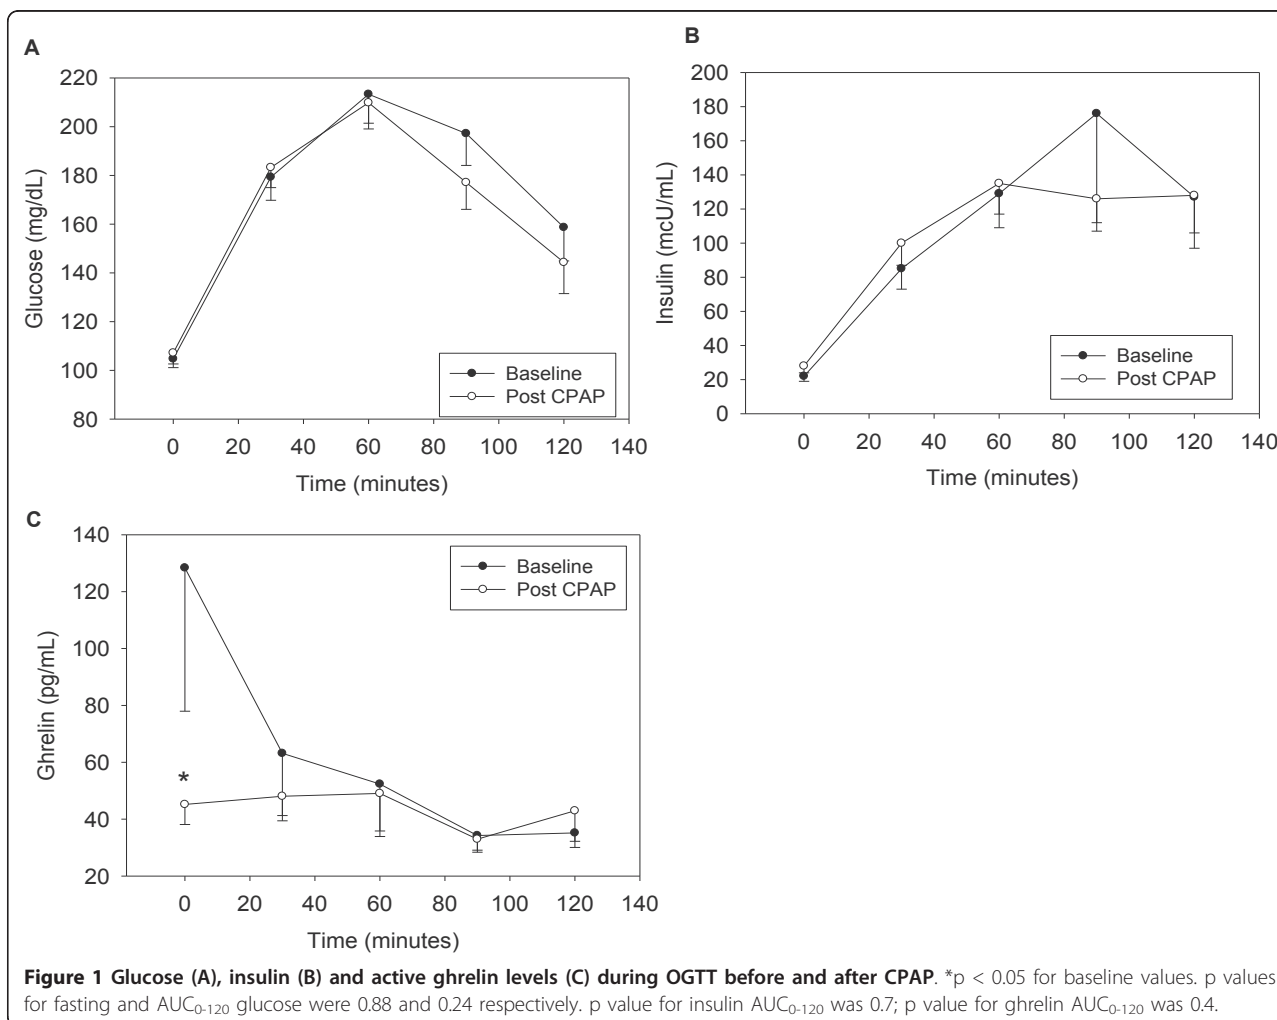 A
220
200
180
160
140
120
100
80
Glucose (mg/dL)
0 20 40 60 80 100 120 140
Time (minutes)
Baseline
Post CPAP
B
200
180
160
140
120
100
80
60
40
20
0
Insulin (mcU/mL)
0 20 40 60 80 100 120 140
Time (minutes)
Baseline
Post CPAP
C
140
120
100
80
60
40
20
Ghrelin (pg/mL)
*
0 20 40 60 80 100 120 140
Time (minutes)
Baseline
Post CPAP
Figure 1 Glucose (A), insulin (B) and active ghrelin levels (C) during OGTT before and after CPAP. *p < 0.05 for baseline values. p values
for fasting and AUC0-120 glucose were 0.88 and 0.24 respectively. p value for insulin AUC0-120 was 0.7; p value for ghrelin AUC0-120 was 0.4.